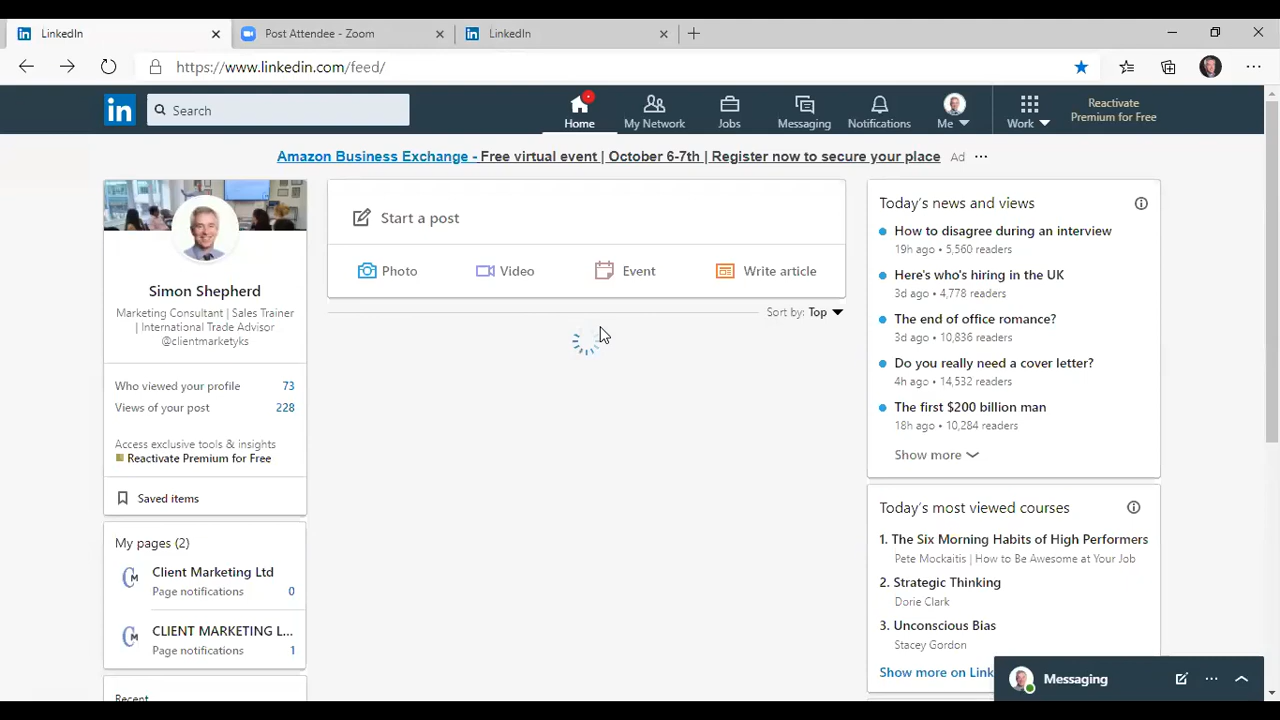 LinkedIn
Post Attendee - Zoom
LinkedIn
https://www.linkedin.com/feed/
in
Search
Home
My Network
Jobs
Messaging
Notifications
Me
Work
Reactivate
Premium for Free
Amazon Business Exchange - Free virtual event | October 6-7th | Register now to secure your place
Ad
Simon Shepherd
Marketing Consultant | Sales Trainer
| International Trade Advisor
@clientmarketyks
Who viewed your profile 73
Views of your post 228
Access exclusive tools & insights
Reactivate Premium for Free
Saved items
My pages (2)
Client Marketing Ltd
Page notifications 0
CLIENT MARKETING L...
Page notifications 1
Recent
Start a post
Photo
Video
Event
Write article
Sort by: Top
Today's news and views
How to disagree during an interview
19h ago • 5,560 readers
Here's who's hiring in the UK
3d ago • 4,778 readers
The end of office romance?
3d ago • 10,836 readers
Do you really need a cover letter?
4h ago • 14,532 readers
The first $200 billion man
18h ago • 10,284 readers
Show more
Today's most viewed courses
1. The Six Morning Habits of High Performers
Pete Mockaitis | How to Be Awesome at Your Job
2. Strategic Thinking
Dorie Clark
3. Unconscious Bias
Stacey Gordon
Show more on Link
Messaging